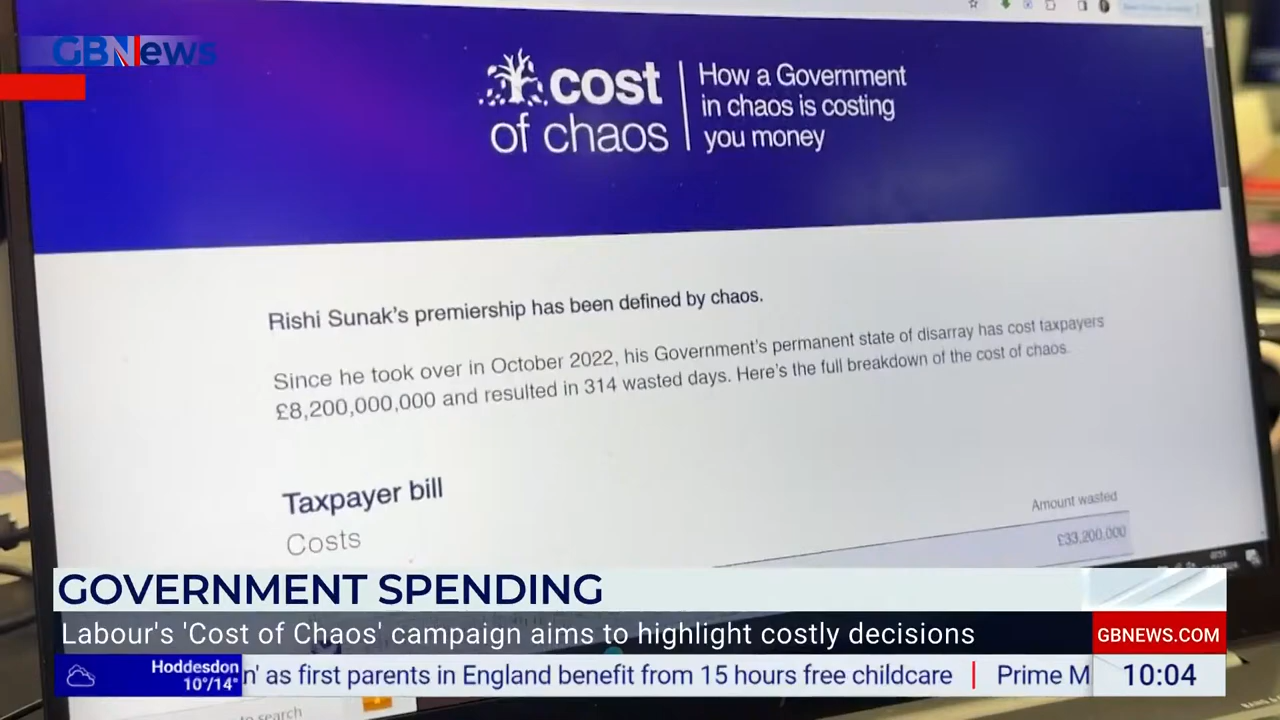 GBNews
cost
of chaos
How a Government
in chaos is costing
you money
Rishi Sunak's premiership has been defined by chaos.
Since he took over in October 2022, his Government's permanent state of disarray has cost taxpayers
£8,200,000,000 and resulted in 314 wasted days. Here's the full breakdown of the cost of chaos.
Taxpayer bill
Costs
Amount wasted
£33,200,000
GOVERNMENT SPENDING
Labour's 'Cost of Chaos' campaign aims to highlight costly decisions
GBNEWS.COM
Hoddesdon
10°/14°
n' as first parents in England benefit from 15 hours free childcare | Prime M
10:04
to search